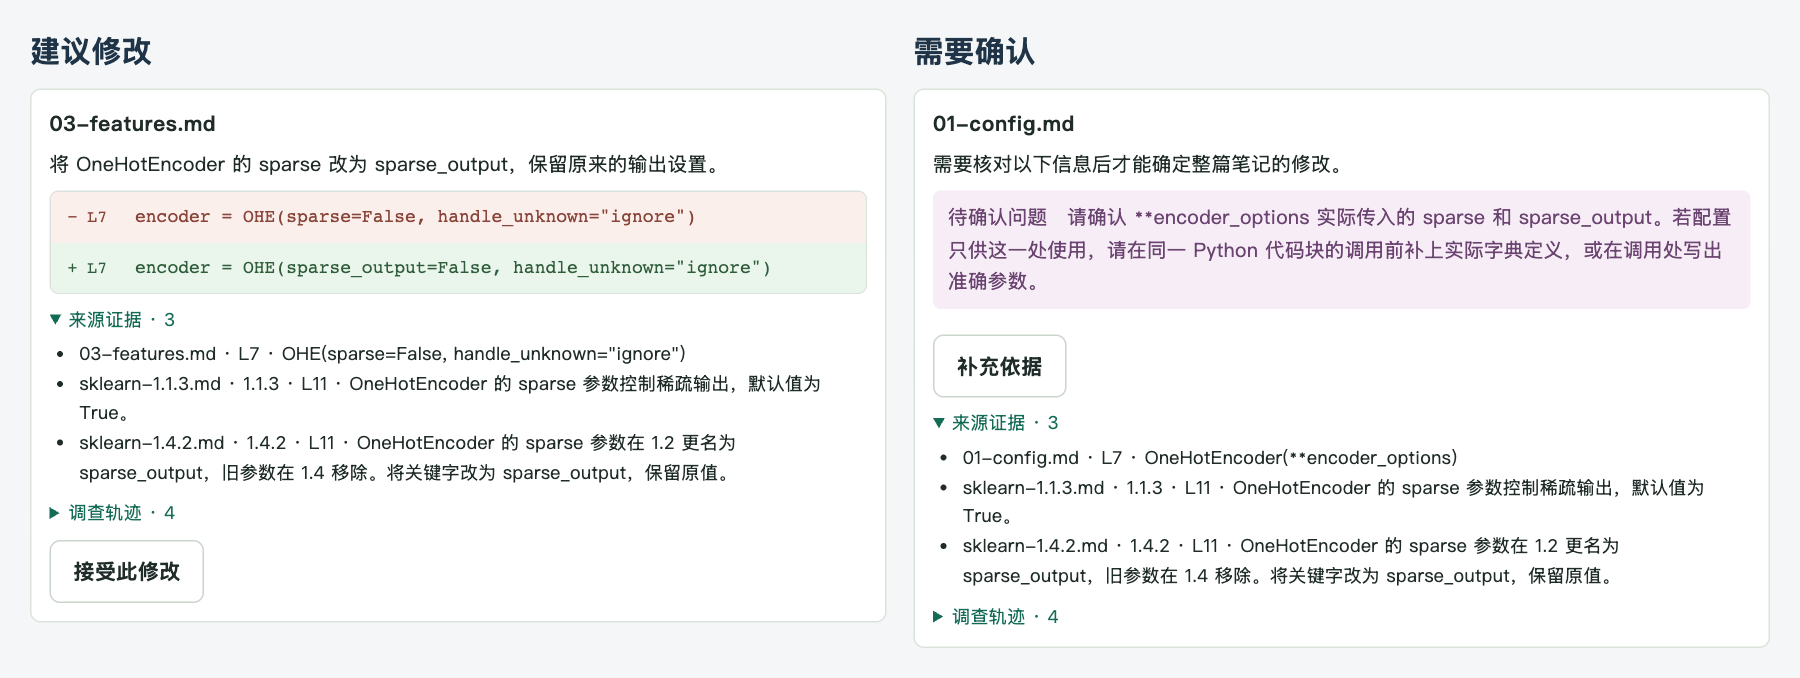 建议修改
03-features.md
将 OneHotEncoder 的 sparse 改为 sparse_output，保留原来的输出设置。
- L7 encoder = OHE(sparse=False, handle_unknown="ignore")
+ L7 encoder = OHE(sparse_output=False, handle_unknown="ignore")
▼ 来源证据 · 3
• 03-features.md · L7 · OHE(sparse=False, handle_unknown="ignore")
• sklearn-1.1.3.md · 1.1.3 · L11 · OneHotEncoder 的 sparse 参数控制稀疏输出，默认值为
True。
• sklearn-1.4.2.md · 1.4.2 · L11 · OneHotEncoder 的 sparse 参数在 1.2 更名为
sparse_output，旧参数在 1.4 移除。将关键字改为 sparse_output，保留原值。
▶ 调查轨迹 · 4
接受此修改
需要确认
01-config.md
需要核对以下信息后才能确定整篇笔记的修改。
待确认问题 请确认 **encoder_options 实际传入的 sparse 和 sparse_output。若配置
只供这一处使用，请在同一 Python 代码块的调用前补上实际字典定义，或在调用处写出
准确参数。
补充依据
▼ 来源证据 · 3
• 01-config.md · L7 · OneHotEncoder(**encoder_options)
• sklearn-1.1.3.md · 1.1.3 · L11 · OneHotEncoder 的 sparse 参数控制稀疏输出，默认值为
True。
• sklearn-1.4.2.md · 1.4.2 · L11 · OneHotEncoder 的 sparse 参数在 1.2 更名为
sparse_output，旧参数在 1.4 移除。将关键字改为 sparse_output，保留原值。
▶ 调查轨迹 · 4